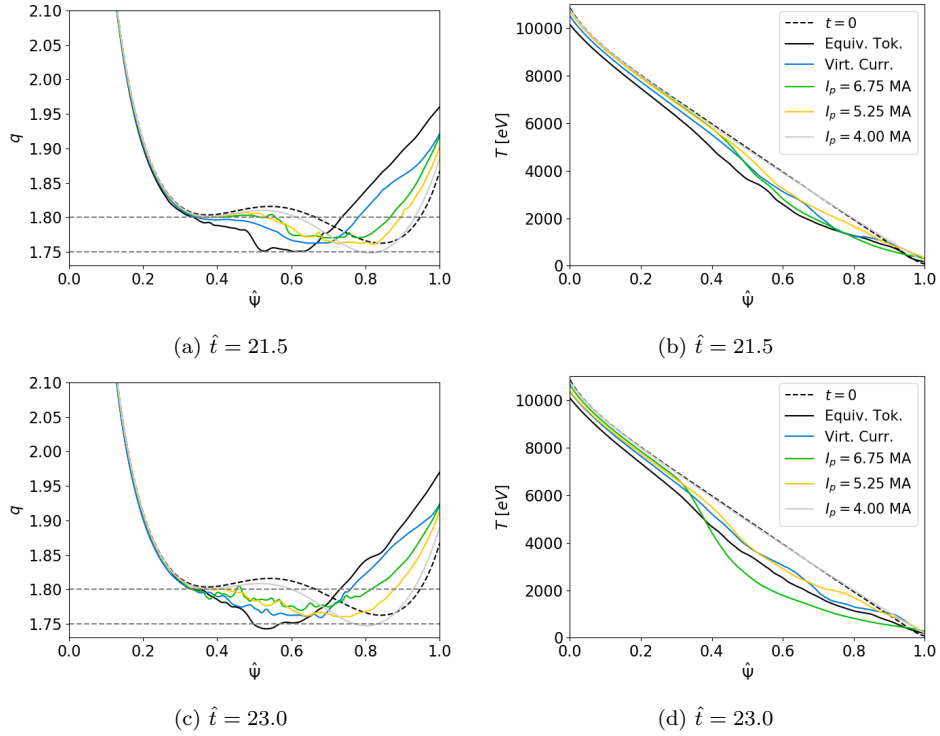 2.10
2.05
2.00
1.95
1.90
1.85
1.80
1.75
q
0.0 0.2 0.4 0.6 0.8 1.0
Ψ̂
(a) t̂ = 21.5
10000
8000
6000
4000
2000
0
T [eV]
t = 0
Equiv. Tok.
Virt. Curr.
I_p = 6.75 MA
I_p = 5.25 MA
I_p = 4.00 MA
0.0 0.2 0.4 0.6 0.8 1.0
Ψ̂
(b) t̂ = 21.5
2.10
2.05
2.00
1.95
1.90
1.85
1.80
1.75
q
0.0 0.2 0.4 0.6 0.8 1.0
Ψ̂
(c) t̂ = 23.0
10000
8000
6000
4000
2000
0
T [eV]
t = 0
Equiv. Tok.
Virt. Curr.
I_p = 6.75 MA
I_p = 5.25 MA
I_p = 4.00 MA
0.0 0.2 0.4 0.6 0.8 1.0
Ψ̂
(d) t̂ = 23.0